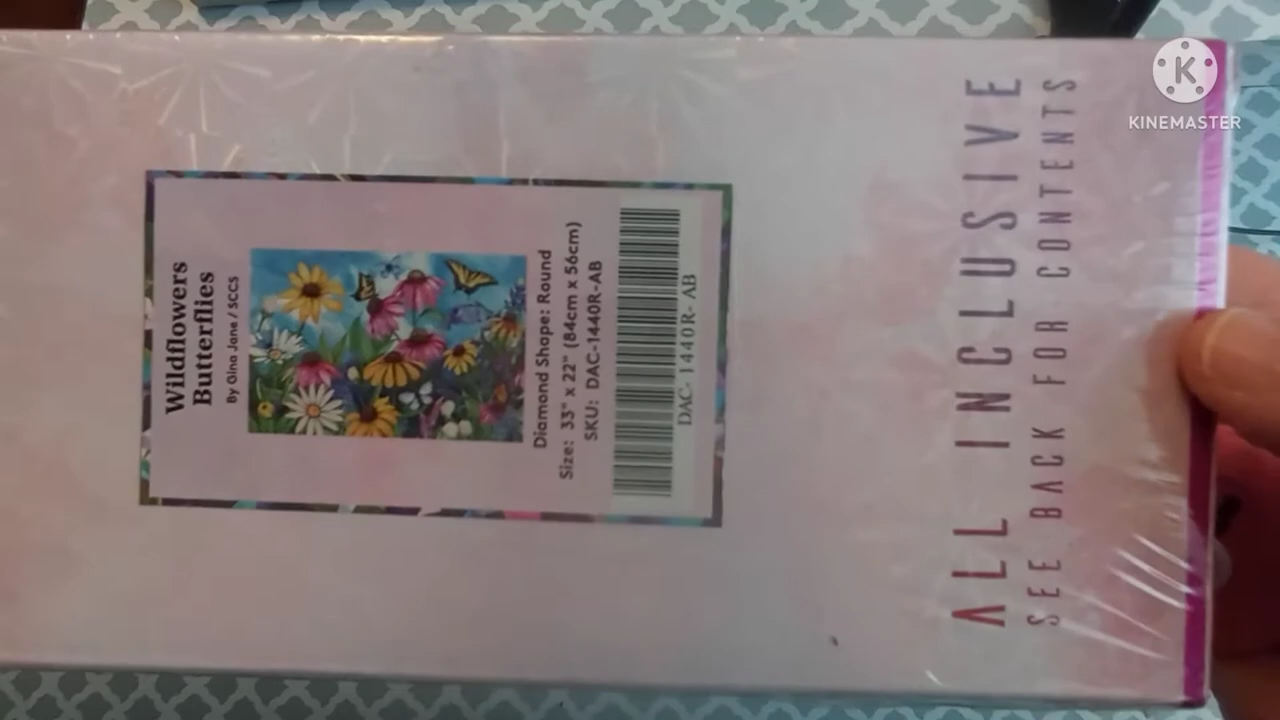 Wildflowers
Butterflies
By Gina Jane / SCCS
Diamond Shape: Round
Size: 33" x 22" (84cm x 56cm)
SKU: DAC-1440R-AB
DAC- 1440R- AB
ALL INCLUSIVE
SEE BACK FOR CONTENTS
K
KINEMASTER